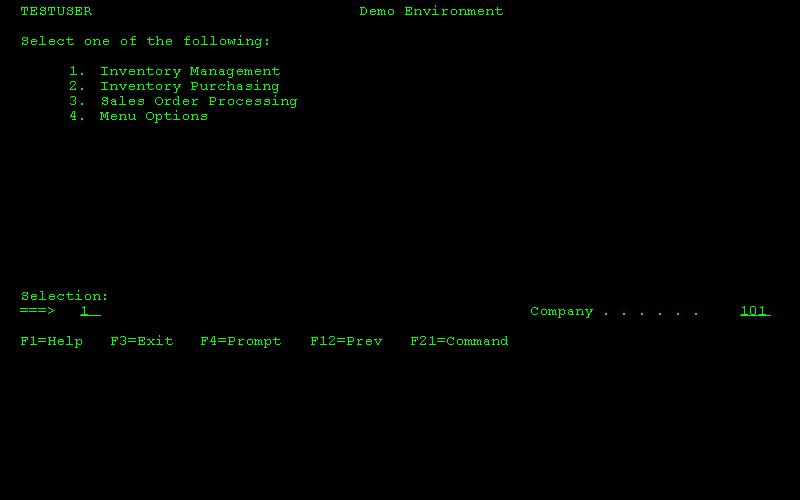 TESTUSER Demo Environment
Select one of the following:
1. Inventory Management
2. Inventory Purchasing
3. Sales Order Processing
4. Menu Options
Selection:
===> 1 Company . . . . . . 101
F1=Help F3=Exit F4=Prompt F12=Prev F21=Command